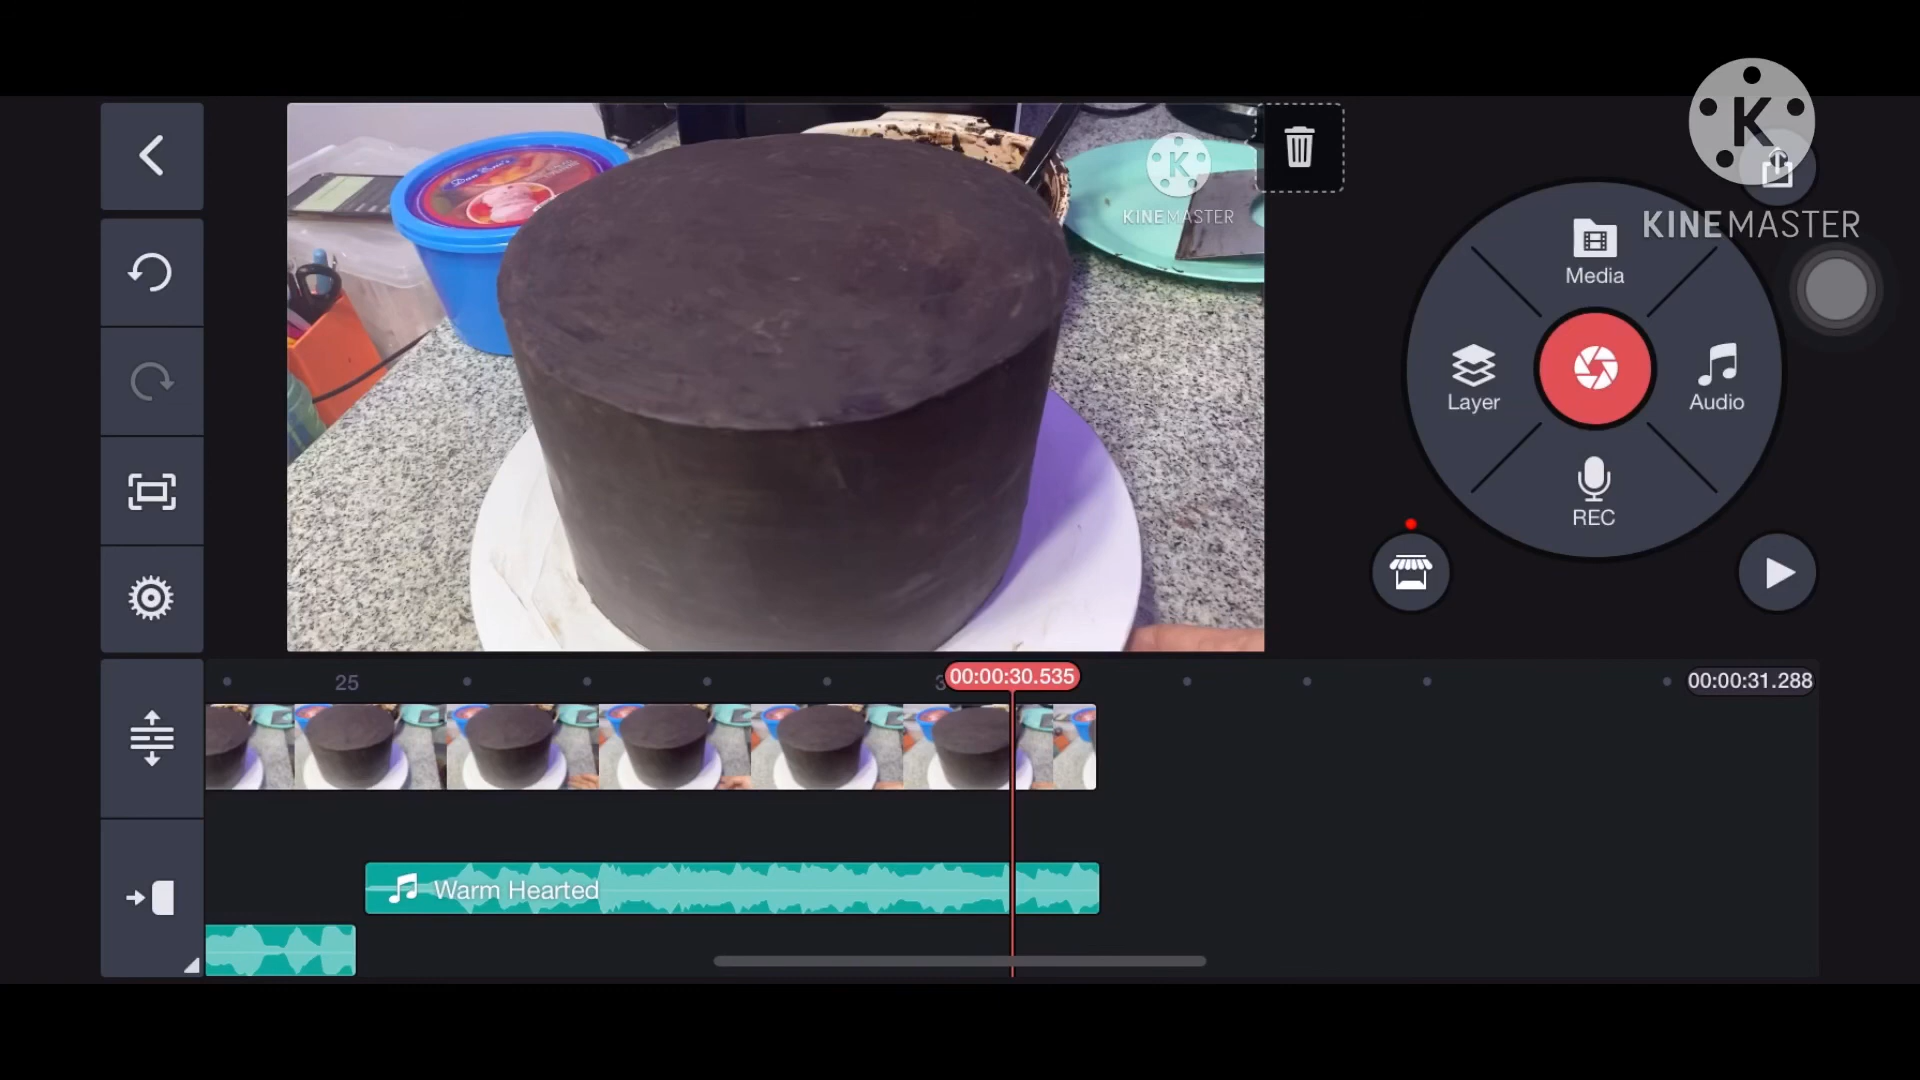 KINEMASTER
KINEMASTER
Media
Layer
Audio
REC
25
00:00:30.535
00:00:31.288
Warm Hearted